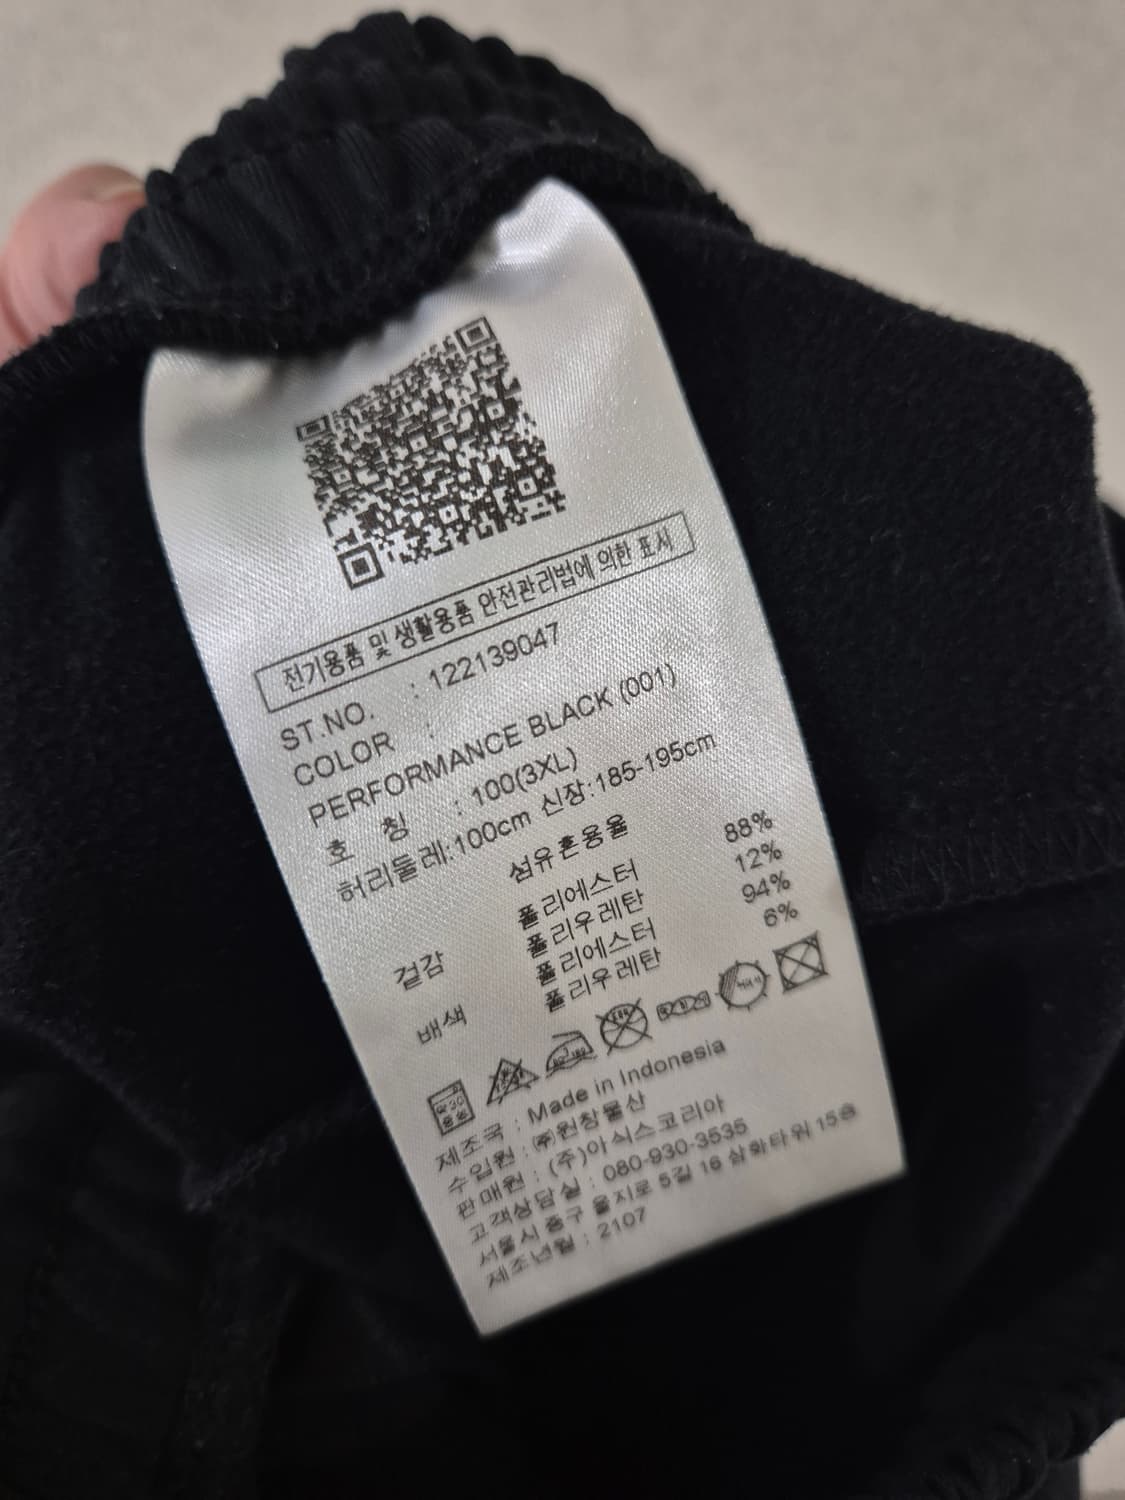 전기용품 및 생활용품 안전관리법에 의한 표시
ST.NO. : 122139047
COLOR :
PERFORMANCE BLACK (001)
호 칭 : 100(3XL)
허리둘레:100cm 신장:185-195cm
섬유혼용율
겉감 폴리에스터 88%
폴리우레탄 12%
배색 폴리에스터 94%
폴리우레탄 6%
제조국 : Made in Indonesia
수입원 : ㈜원창물산
판매원 : (주)아식스코리아
고객상담실 : 080-930-3535
서울시 중구 을지로 5길 16 삼화타워 15층
제조년월 : 2107